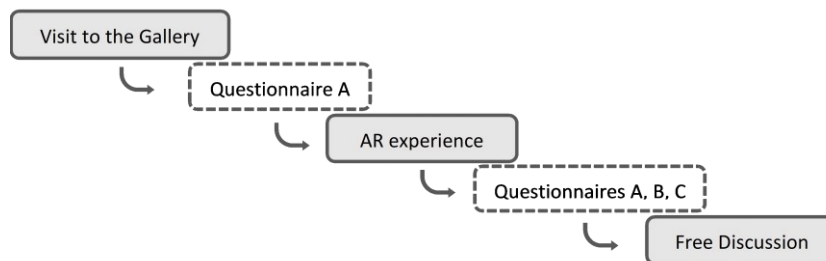 Visit to the Gallery
Questionnaire A
AR experience
Questionnaires A, B, C
Free Discussion